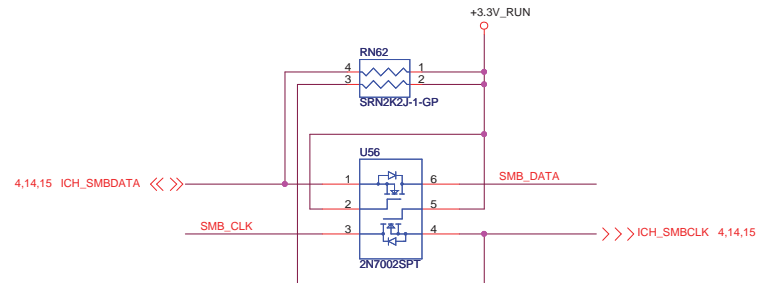 +3.3V_RUN
RN62
4 1
3 2
SRN2K2J-1-GP
U56
4,14,15 ICH_SMBDATA
1 6 SMB_DATA
2 5
SMB_CLK 3 4
ICH_SMBCLK 4,14,15
2N7002SPT